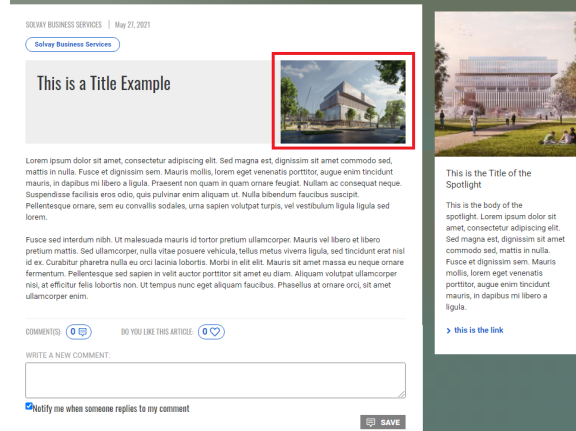 SOLVAY BUSINESS SERVICES | May 27, 2021
Solvay Business Services
This is a Title Example
Lorem ipsum dolor sit amet, consectetur adipiscing elit. Sed magna est, dignissim sit amet commodo sed,
mattis in nulla. Fusce et dignissim sem. Mauris mollis, lorem eget venenatis porttitor, augue enim tincidunt
mauris, in dapibus mi libero a ligula. Praesent non quam in quam ornare feugiat. Nullam ac consequat neque.
Suspendisse facilisis eros odio, quis pulvinar enim aliquam ut. Nulla bibendum faucibus suscipit.
Pellentesque ornare, sem eu convallis sodales, urna sapien volutpat turpis, vel vestibulum ligula ligula sed
lorem.
Fusce sed interdum nibh. Ut malesuada mauris id tortor pretium ullamcorper. Mauris vel libero et libero
pretium mattis. Sed ullamcorper, nulla vitae posuere vehicula, tellus metus viverra ligula, sed tincidunt erat nisl
id ex. Curabitur pharetra nulla eu orci lacinia lobortis. Morbi in elit elit. Mauris sit amet massa eu neque ornare
fermentum. Pellentesque sed sapien in velit auctor porttitor sit amet eu diam. Aliquam volutpat ullamcorper
nisi, at efficitur felis lobortis non. Ut tempus nunc eget aliquam faucibus. Phasellus at ornare orci, sit amet
ullamcorper enim.
COMMENT(S): 0 DO YOU LIKE THIS ARTICLE: 0
WRITE A NEW COMMENT:
Notify me when someone replies to my comment
SAVE
This is the Title of the
Spotlight
This is the body of the
spotlight. Lorem ipsum dolor sit
amet, consectetur adipiscing elit.
Sed magna est, dignissim sit amet
commodo sed, mattis in nulla.
Fusce et dignissim sem. Mauris
mollis, lorem eget venenatis
porttitor, augue enim tincidunt
mauris, in dapibus mi libero a
ligula.
> this is the link